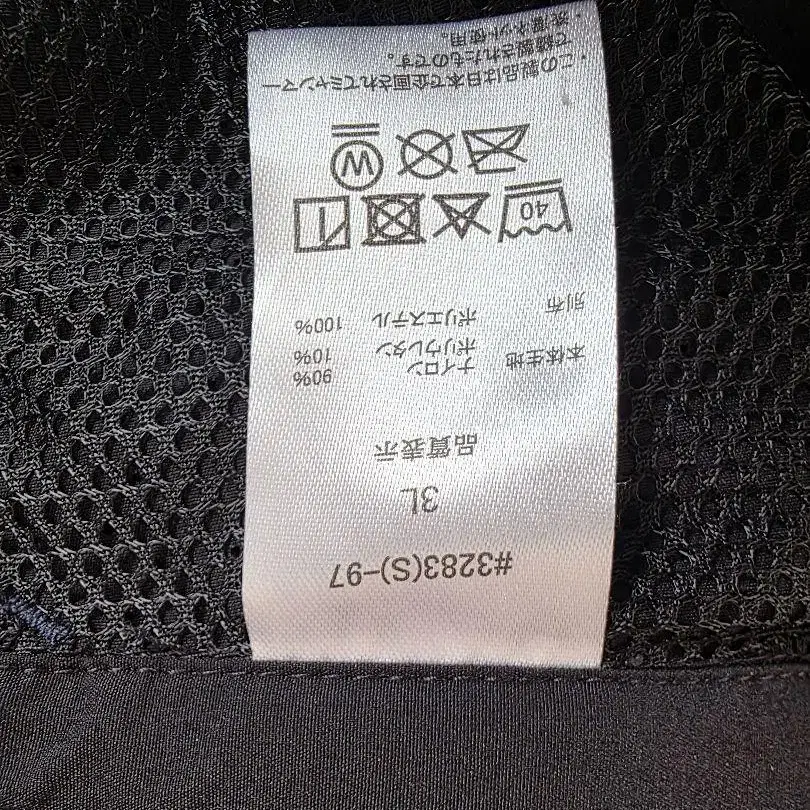 #3283(S)-97
3L
品質表示
本体生地 ナイロン 90%
ポリウレタン 10%
別布 ポリエステル 100%
40
W
・この製品は日本で企画されてミャンマー
で縫製されたものです。
・洗濯ネット使用。